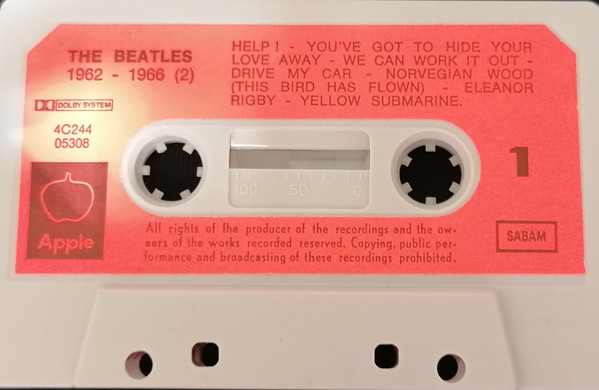 THE BEATLES
1962 - 1966 (2)
HELP! - YOU'VE GOT TO HIDE YOUR
LOVE AWAY - WE CAN WORK IT OUT -
DRIVE MY CAR - NORVEGIAN WOOD
(THIS BIRD HAS FLOWN) - ELEANOR
RIGBY - YELLOW SUBMARINE.
DOLBY SYSTEM
4C244
05308
1
100 50 0
Apple
All rights of the producer of the recordings and the ow-
ners of the works recorded reserved. Copying, public per-
formance and broadcasting of these recordings prohibited.
SABAM